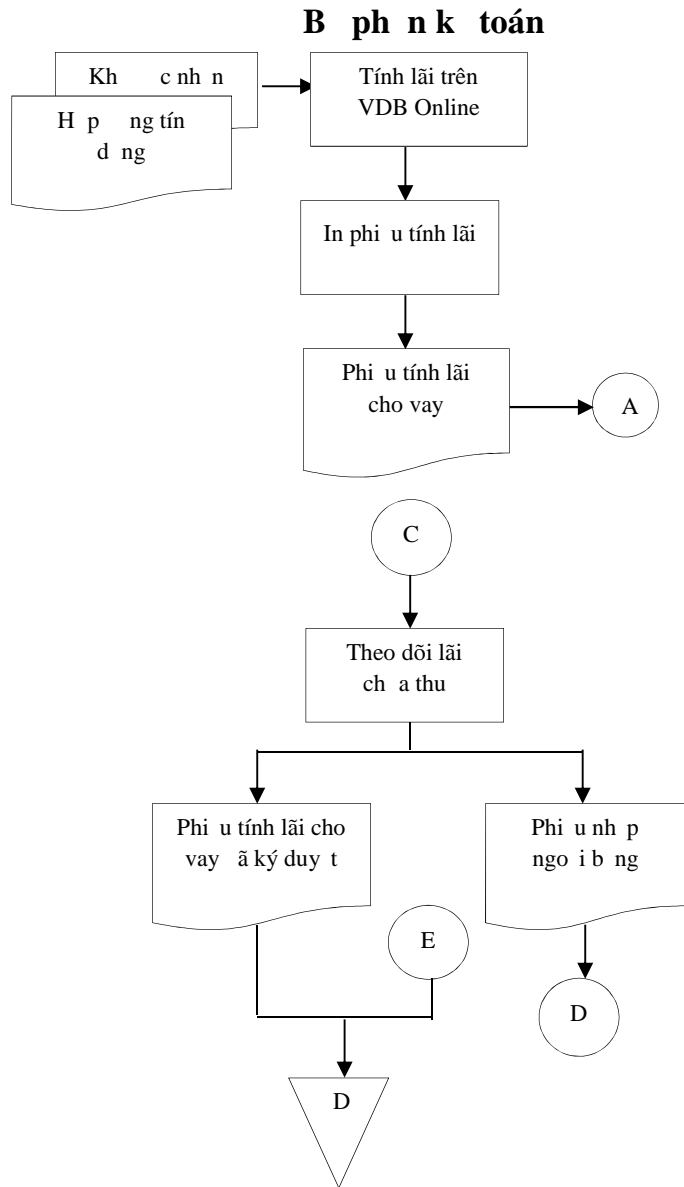 B ph n k toán
Kh c nh n
H p ng tín
d ng
Tính lãi trên
VDB Online
In phi u tính lãi
Phi u tính lãi
cho vay
A
C
Theo dõi lãi
ch a thu
Phi u tính lãi cho
vay ã ký duy t
Phi u nh p
ngo i b ng
E
D
D